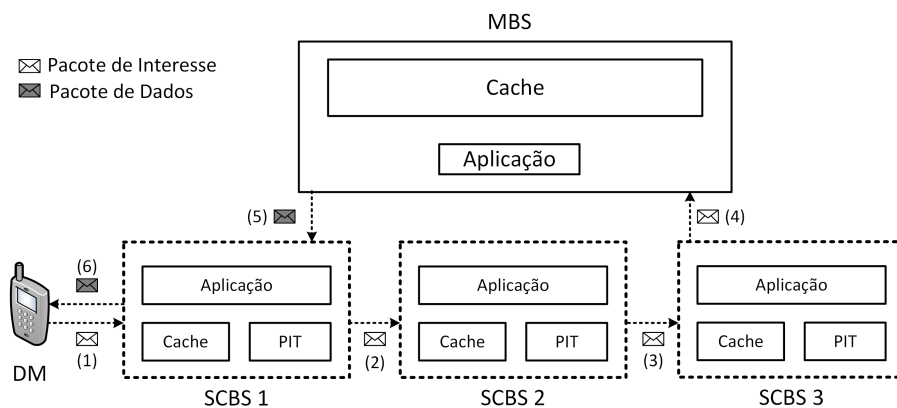 MBS
Pacote de Interesse
Pacote de Dados
Cache
Aplicação
(5)
(4)
(6)
Aplicação
Aplicação
Aplicação
Cache
PIT
Cache
PIT
Cache
PIT
(1)
(2)
(3)
DM
SCBS 1
SCBS 2
SCBS 3